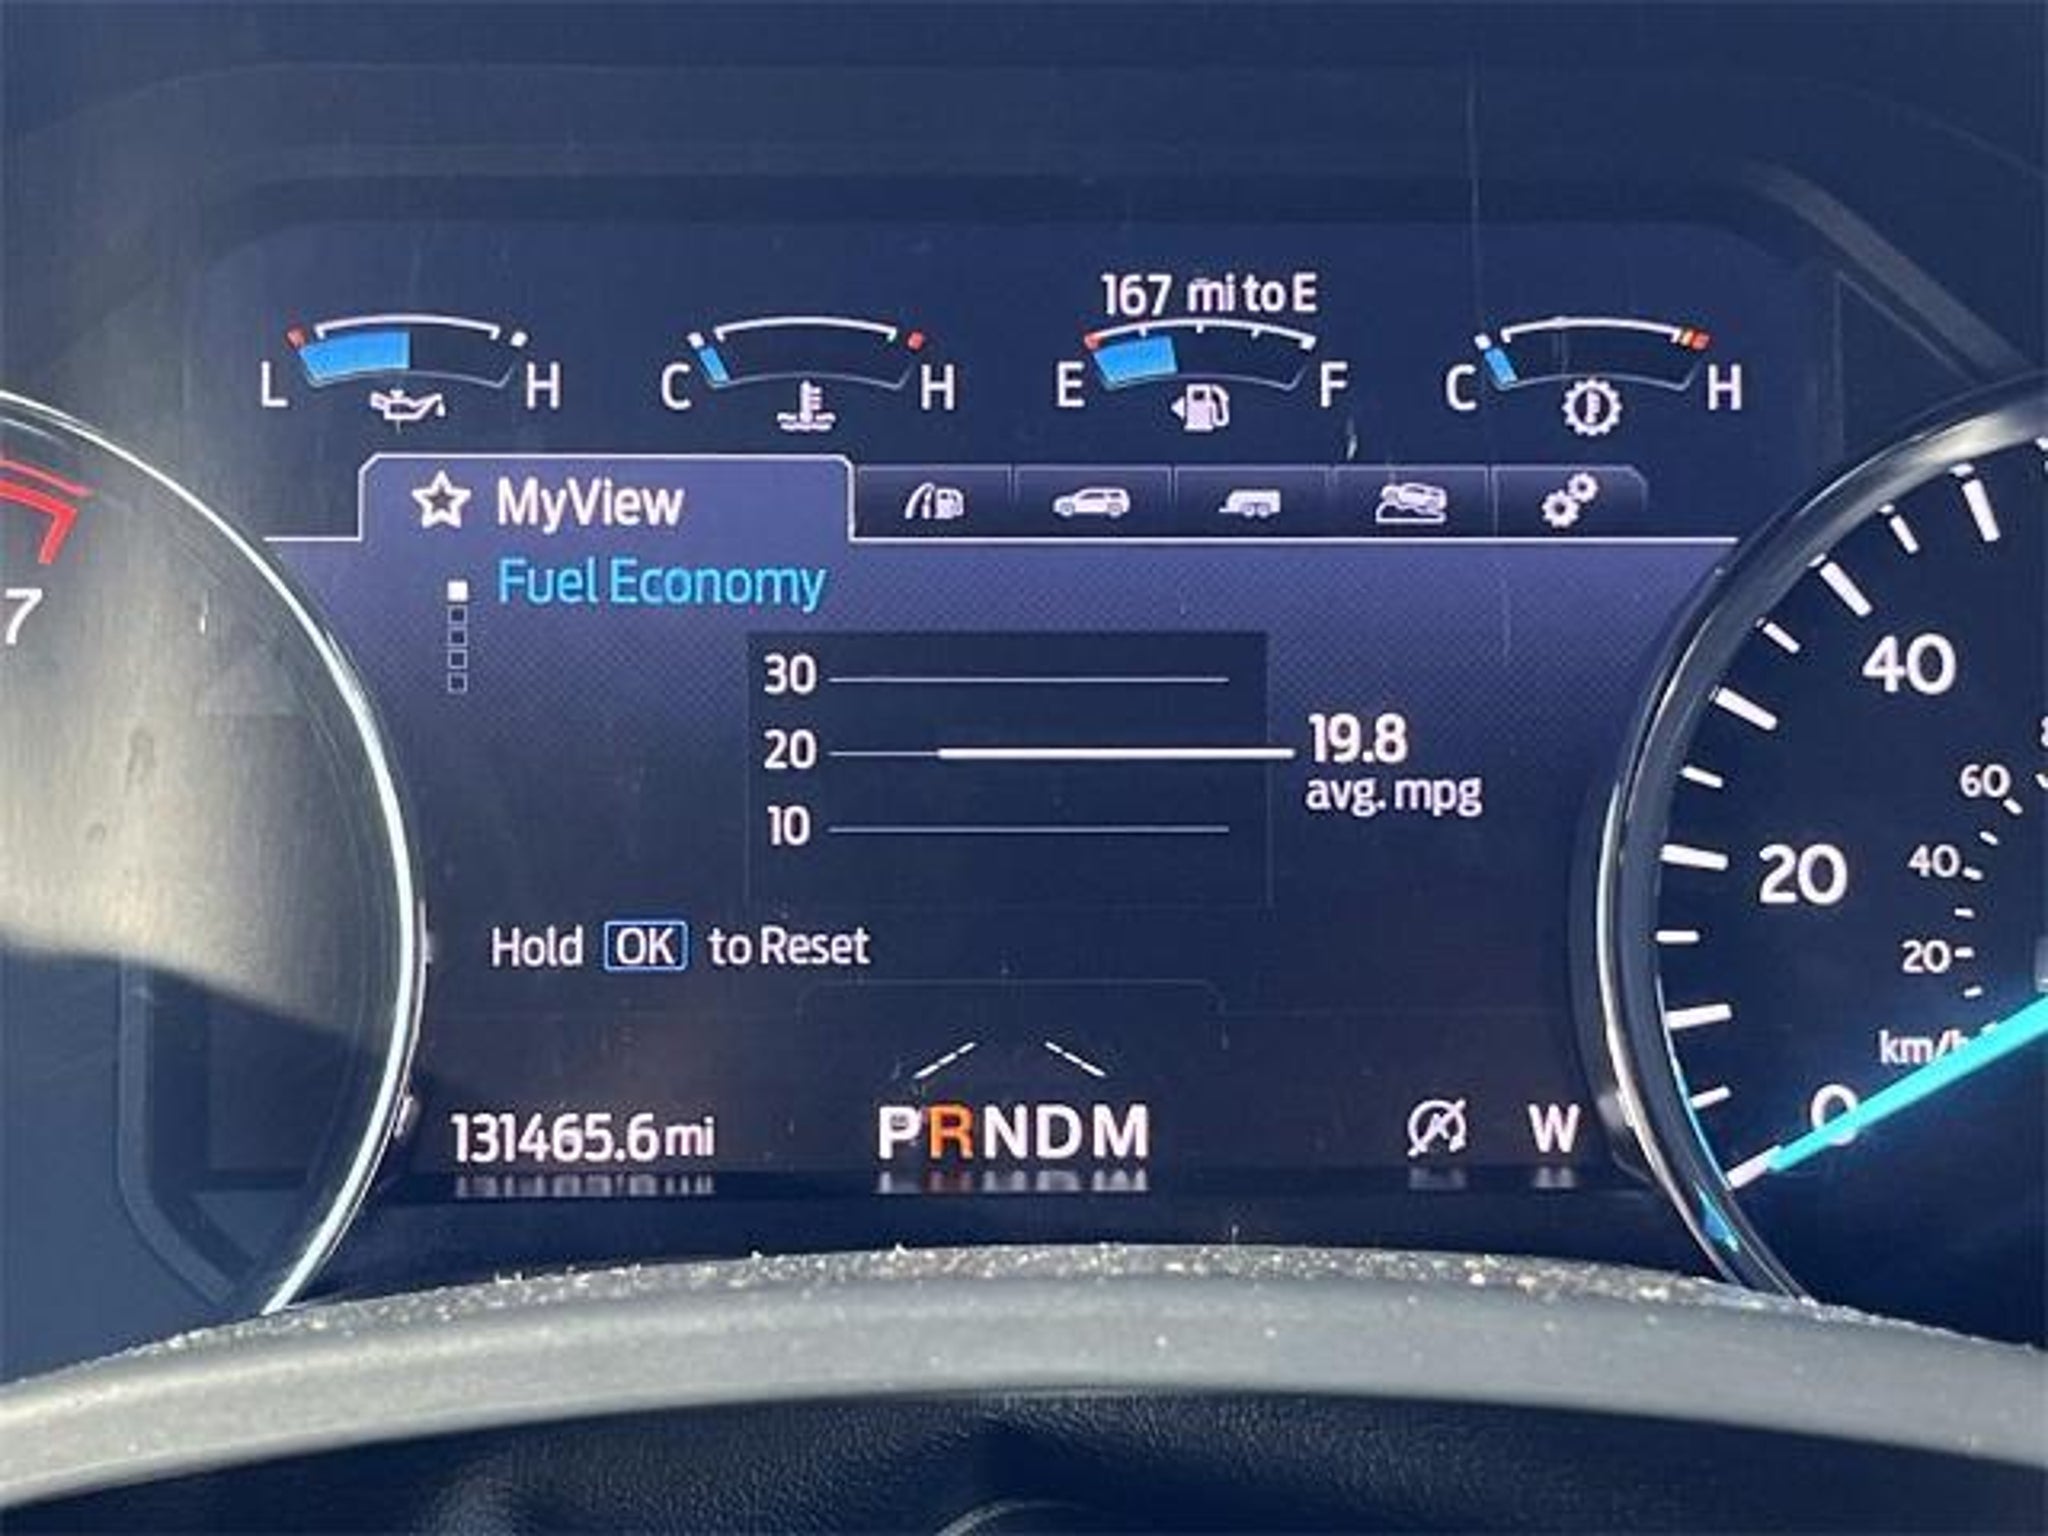 167 mi to E
L H C H E F C H
MyView
Fuel Economy
7
30
20
10
19.8
avg. mpg
Hold OK to Reset
131465.6 mi
PRNDM
W
40
20
0
60
40
20
km/h